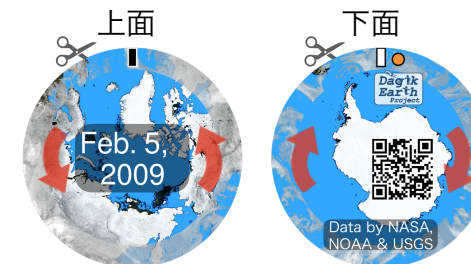 上面
下面
Feb. 5,
2009
Dagik
Earth
Project
Data by NASA,
NOAA & USGS